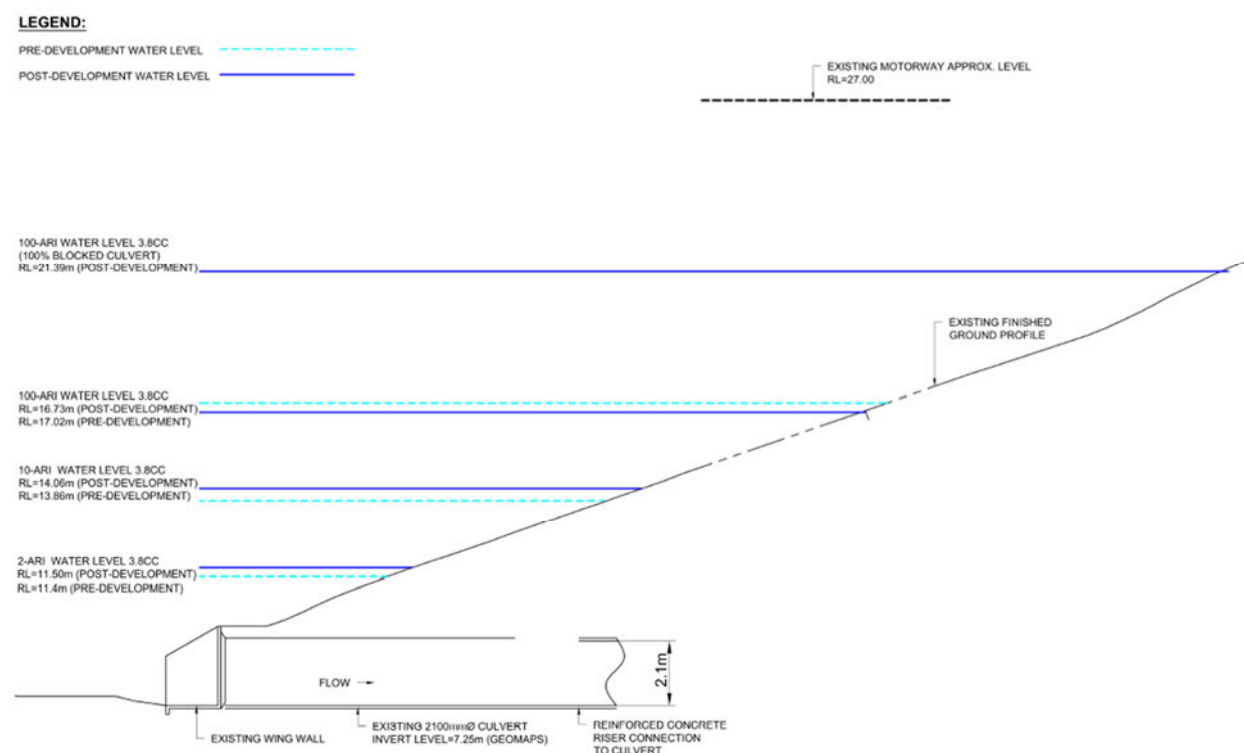 LEGEND:
PRE-DEVELOPMENT WATER LEVEL
POST-DEVELOPMENT WATER LEVEL
EXISTING MOTORWAY APPROX. LEVEL
RL=27.00
100-ARI WATER LEVEL 3.8CC
(100% BLOCKED CULVERT)
RL=21.39m (POST-DEVELOPMENT)
EXISTING FINISHED
GROUND PROFILE
100-ARI WATER LEVEL 3.8CC
RL=16.73m (POST-DEVELOPMENT)
RL=17.02m (PRE-DEVELOPMENT)
10-ARI WATER LEVEL 3.8CC
RL=14.06m (POST-DEVELOPMENT)
RL=13.86m (PRE-DEVELOPMENT)
2-ARI WATER LEVEL 3.8CC
RL=11.50m (POST-DEVELOPMENT)
RL=11.4m (PRE-DEVELOPMENT)
FLOW
2.1m
EXISTING WING WALL
EXISTING 2100mmØ CULVERT
INVERT LEVEL=7.25m (GEOMAPS)
REINFORCED CONCRETE
RISER CONNECTION
TO CULVERT